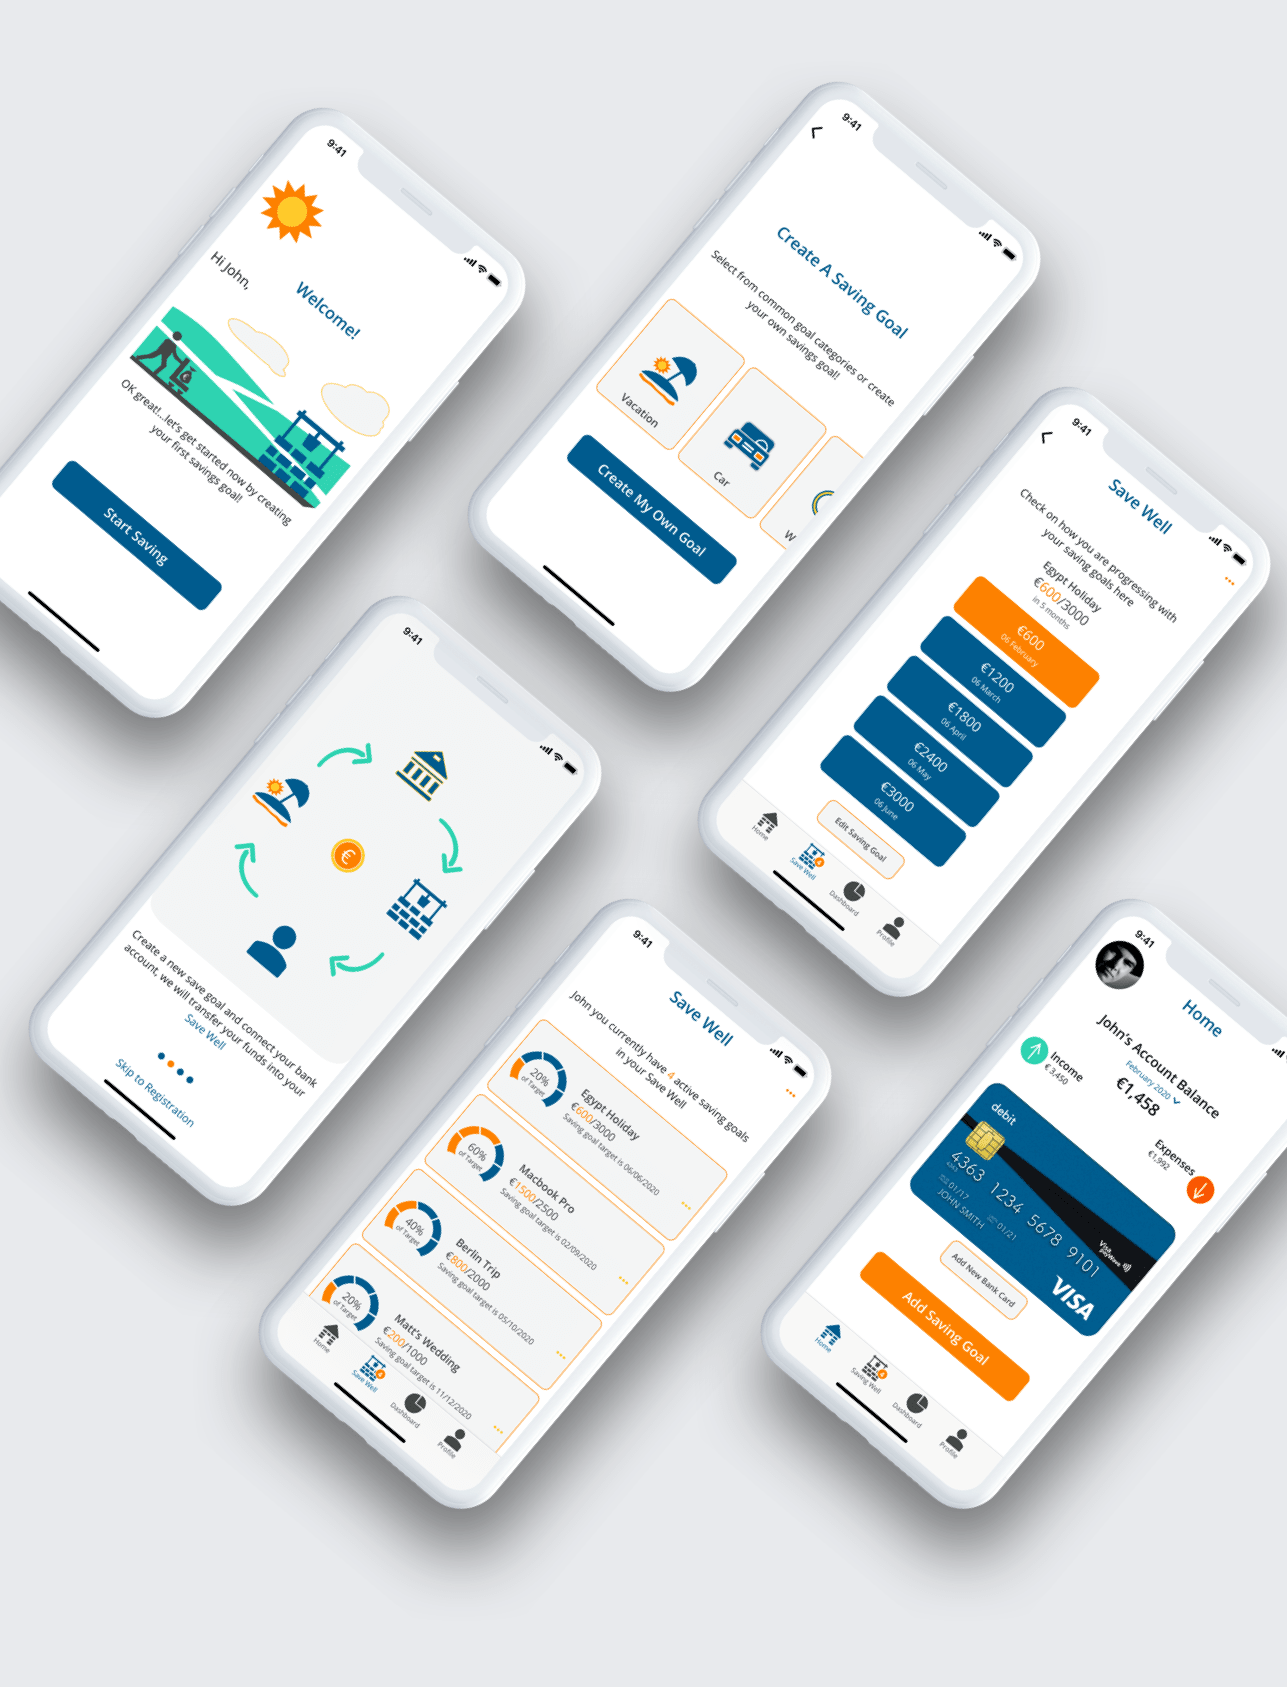 9:41
Hi John,
Welcome!
OK great!...let's get started now by creating
your first savings goal!
Start Saving
9:41
Create A Saving Goal
Select from common goal categories or create
your own savings goal!
Vacation
Car
W
Create My Own Goal
9:41
Save Well
Check on how you are progressing with
your saving goals here
Egypt Holiday
€600/3000
in 5 months
€600
06 February
€1200
06 March
€1800
06 April
€2400
06 May
€3000
06 June
Edit Saving Goal
Home
Save Well
4
Dashboard
Profile
9:41
€
Create a new save goal and connect your bank
account, we will transfer your funds into your
Save Well
Skip to Registration
9:41
Save Well
John you currently have 4 active saving goals
in your Save Well
20%
of Target
Egypt Holiday
€600/3000
Saving goal target is 06/06/2020
60%
of Target
Macbook Pro
€1500/2500
Saving goal target is 02/09/2020
40%
of Target
Berlin Trip
€800/2000
Saving goal target is 05/10/2020
20%
of Target
Matt's Wedding
€200/1000
Saving goal target is 11/12/2020
Home
Save Well
4
Dashboard
Profile
9:41
Home
John's Account Balance
February 2020
€1,458
Income
€3,450
Expenses
€1,992
debit
4363 1234 5678 9101
4363
01/17
01/21
JOHN SMITH
Visa
payWave
VISA
Add New Bank Card
Add Saving Goal
Home
Saving Well
4
Dashboard
Profile